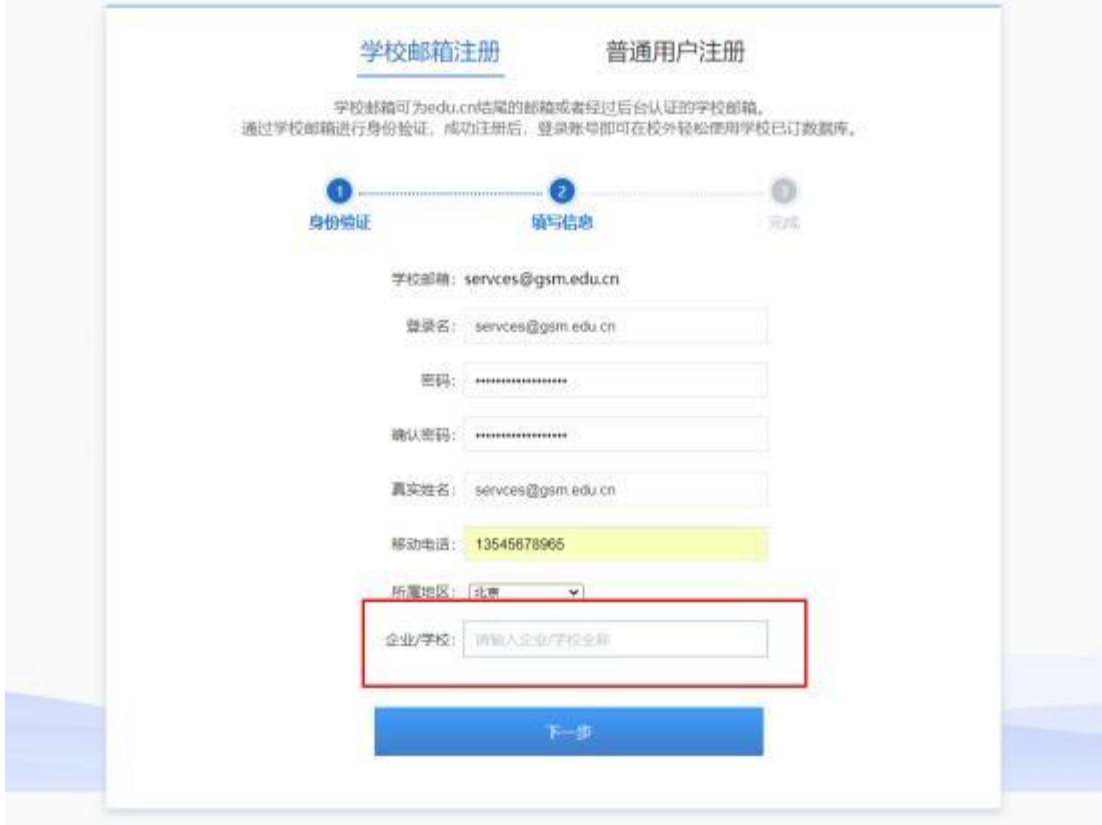 学校邮箱注册 普通用户注册
学校邮箱可为edu.cn结尾的邮箱或者经过后台认证的学校邮箱。
通过学校邮箱进行身份验证，成功注册后，登录账号即可在校外轻松使用学校已订数据库。
1 2 3
身份验证 填写信息 完成
学校邮箱： servces@gsm.edu.cn
登录名： servces@gsm.edu.cn
密码： ••••••••••••••••••
确认密码： ••••••••••••••••••
真实姓名： servces@gsm.edu.cn
移动电话： 13545678965
所属地区： 北京
企业/学校： 请输入企业/学校全称
下一步